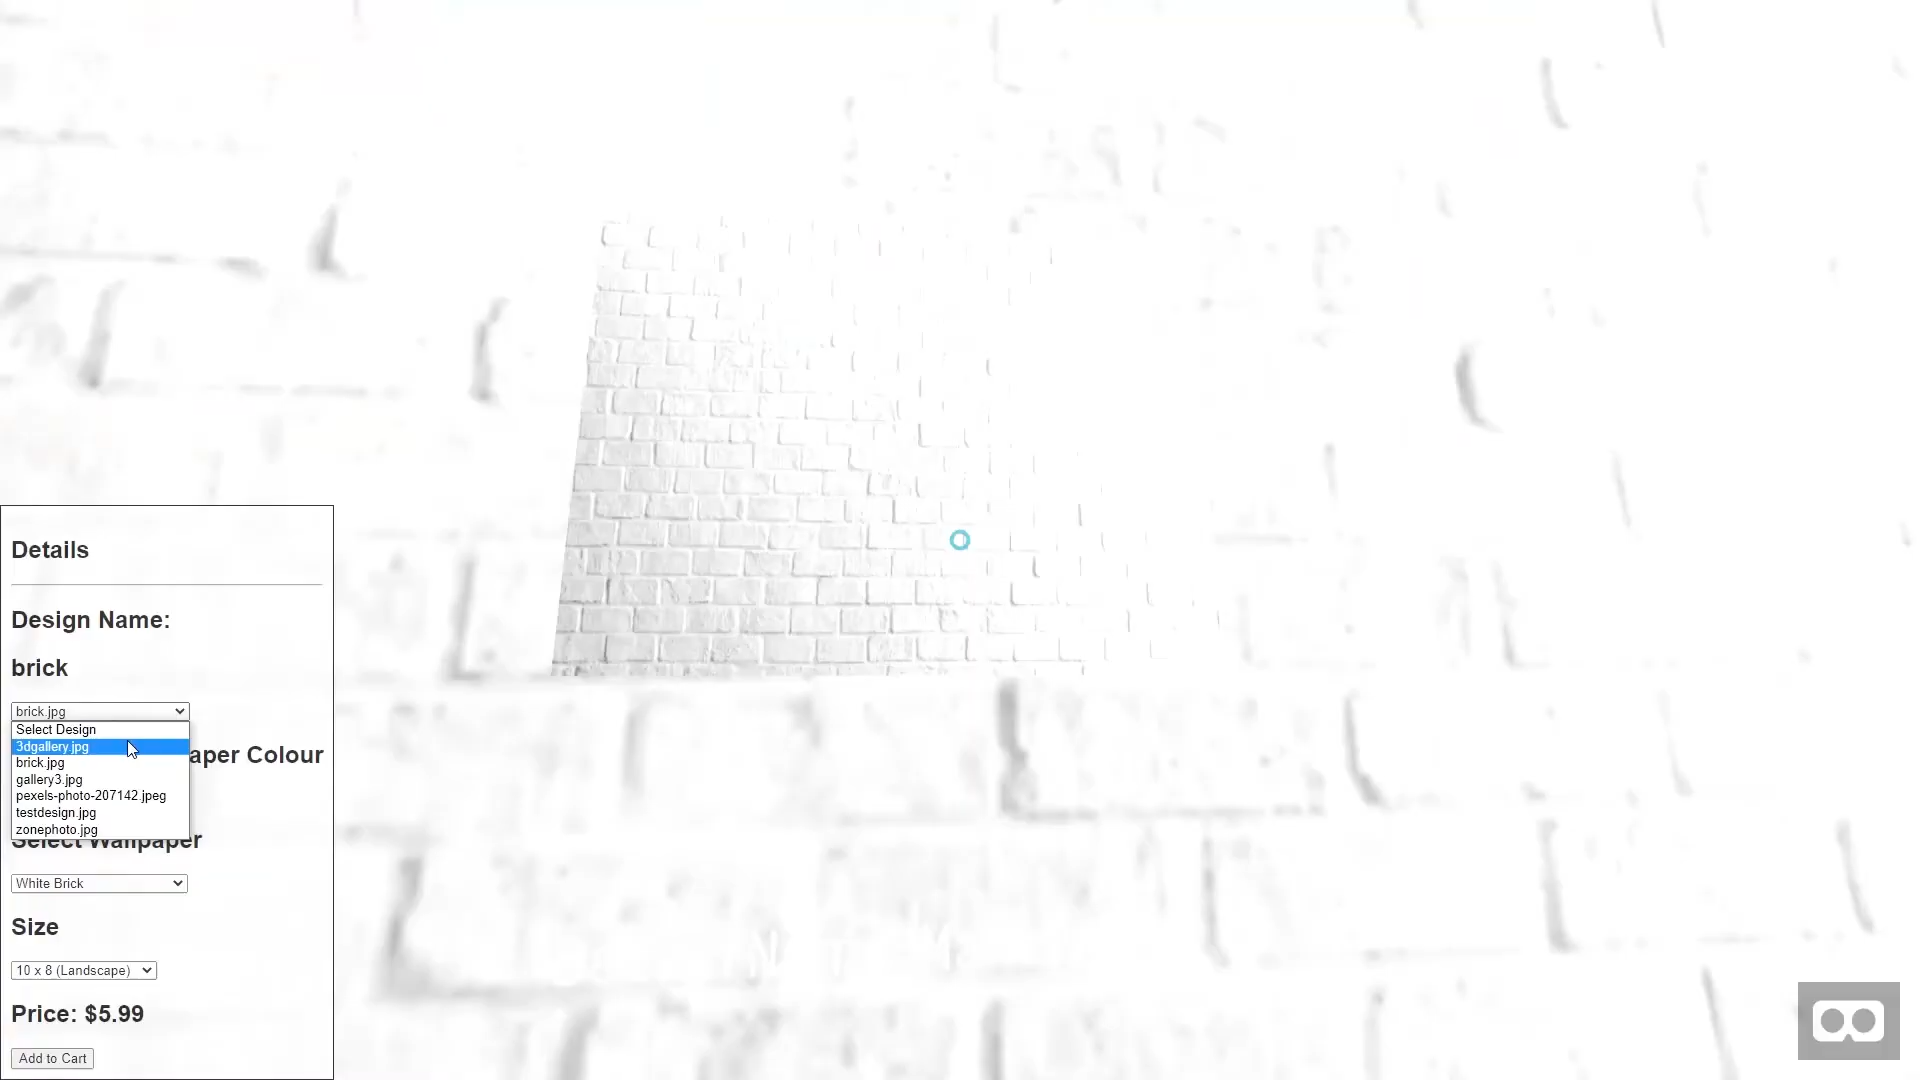 Details
Design Name:
brick
brick.jpg
Select Design
3dgallery.jpg
brick.jpg
gallery3.jpg
pexels-photo-207142.jpeg
testdesign.jpg
zonephoto.jpg
aper Colour
Select Wallpaper
White Brick
Size
10 x 8 (Landscape)
Price: $5.99
Add to Cart